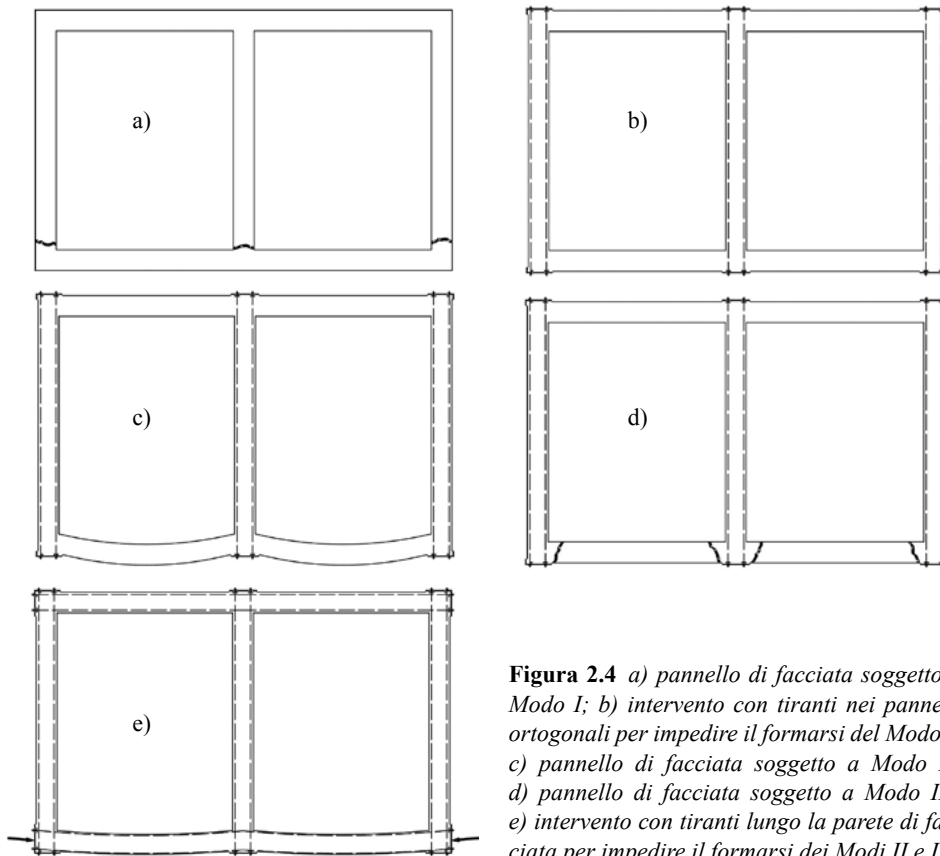 a)
b)
c)
d)
e)
Figura 2.4 a) pannello di facciata soggetto
Modo I; b) intervento con tiranti nei panne
ortogonali per impedire il formarsi del Modo
c) pannello di facciata soggetto a Modo
d) pannello di facciata soggetto a Modo
e) intervento con tiranti lungo la parete di fa
ciata per impedire il formarsi dei Modi II e